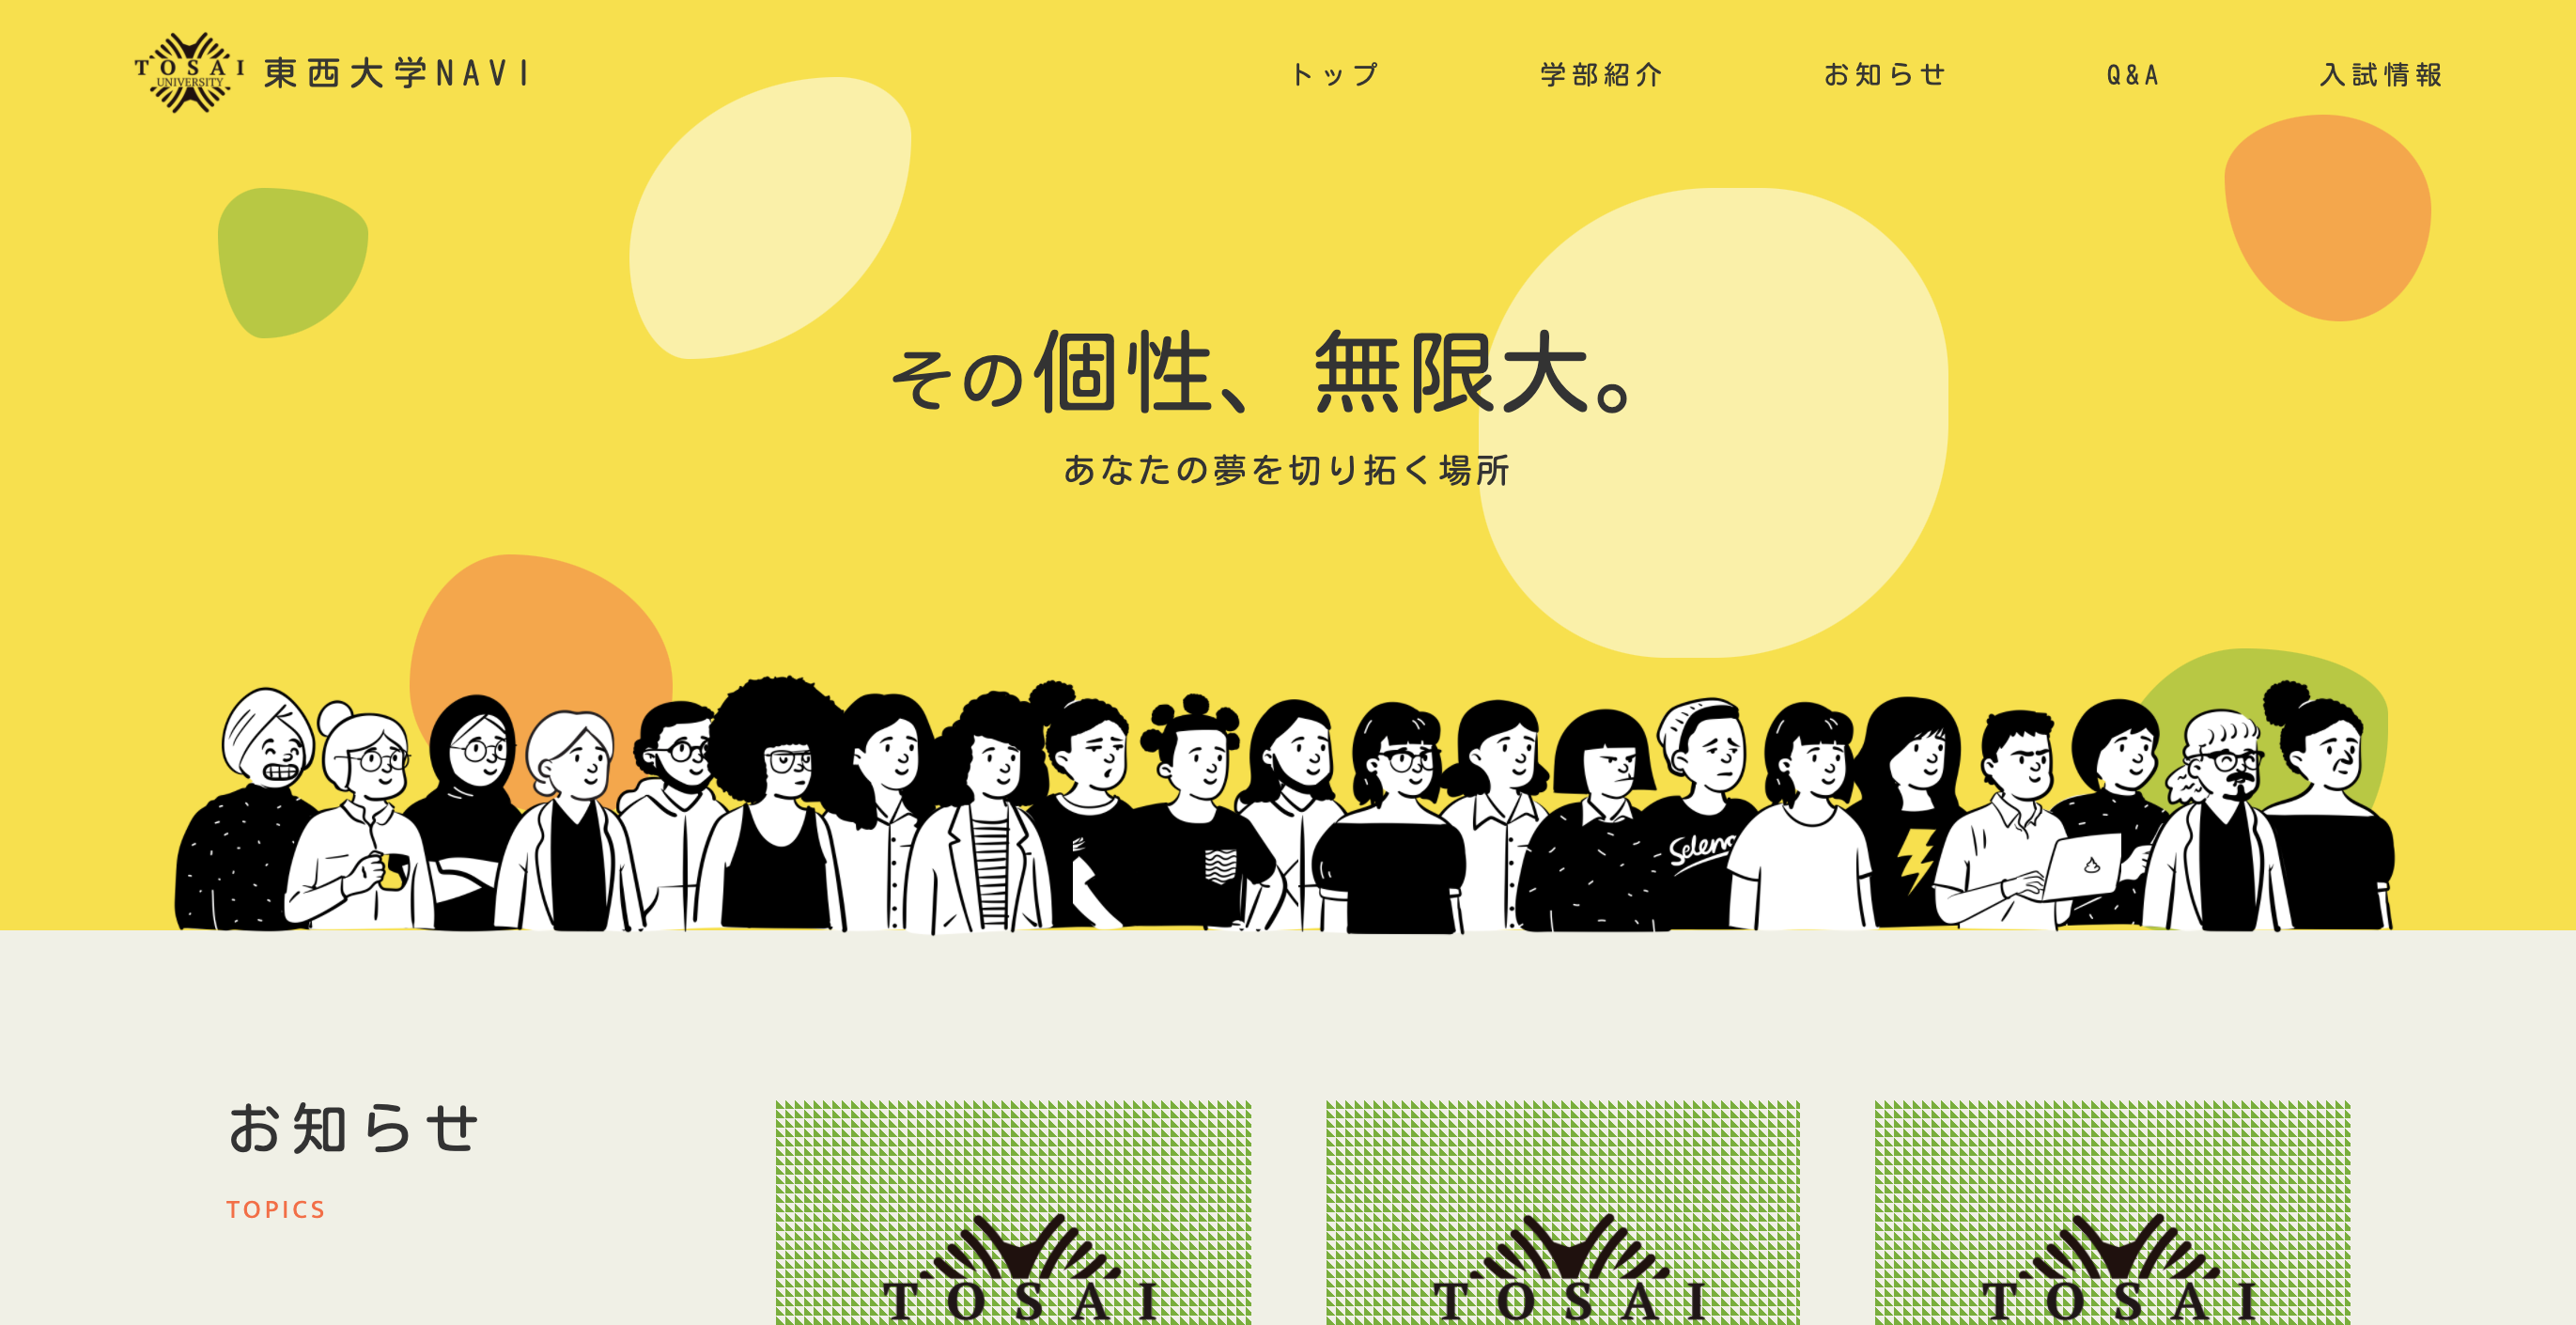 TOSAI
UNIVERSITY
東西大学NAVI
トップ
学部紹介
お知らせ
Q&A
入試情報
その個性、無限大。
あなたの夢を切り拓く場所
Selena
お知らせ
TOPICS
TOSAI
TOSAI
TOSAI